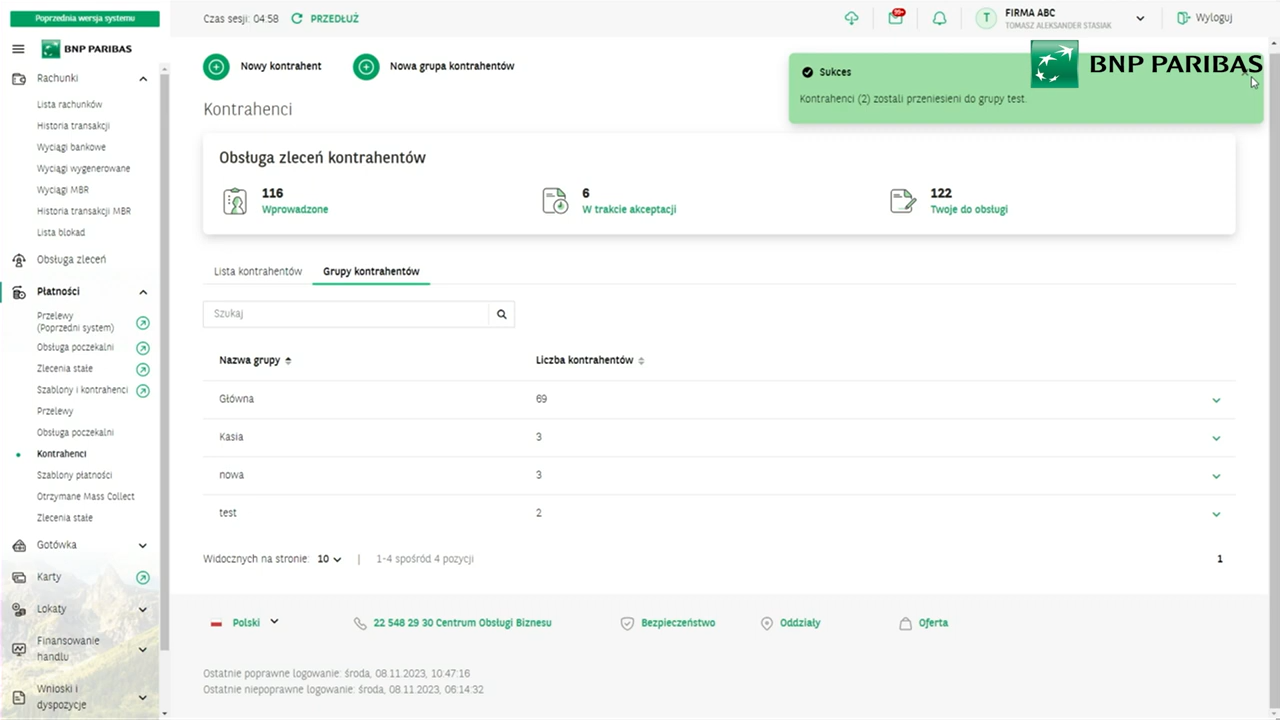 Poprzednia wersja systemu
Czas sesji: 04:58 PRZEDŁUŻ
99+
T
FIRMA ABC
TOMASZ ALEKSANDER STASIAK
Wyloguj
BNP PARIBAS
Rachunki
Lista rachunków
Historia transakcji
Wyciągi bankowe
Wyciągi wygenerowane
Wyciągi MBR
Historia transakcji MBR
Lista blokad
Obsługa zleceń
Płatności
Przelewy
(Poprzedni system)
Obsługa poczekalni
Zlecenia stałe
Szablony i kontrahenci
Przelewy
Obsługa poczekalni
Kontrahenci
Szablony płatności
Otrzymane Mass Collect
Zlecenia stałe
Gotówka
Karty
Lokaty
Finansowanie
handlu
Wnioski i
dyspozycje
Nowy kontrahent Nowa grupa kontrahentów
Sukces
Kontrahenci (2) zostali przeniesieni do grupy test.
BNP PARIBAS
Kontrahenci
Obsługa zleceń kontrahentów
116
Wprowadzone
6
W trakcie akceptacji
122
Twoje do obsługi
Lista kontrahentów Grupy kontrahentów
Szukaj
Nazwa grupy Liczba kontrahentów
Główna 69
Kasia 3
nowa 3
test 2
Widocznych na stronie: 10 | 1-4 spośród 4 pozycji 1
Polski 22 548 29 30 Centrum Obsługi Biznesu Bezpieczeństwo Oddziały Oferta
Ostatnie poprawne logowanie: środa, 08.11.2023, 10:47:16
Ostatnie niepoprawne logowanie: środa, 08.11.2023, 06:14:32